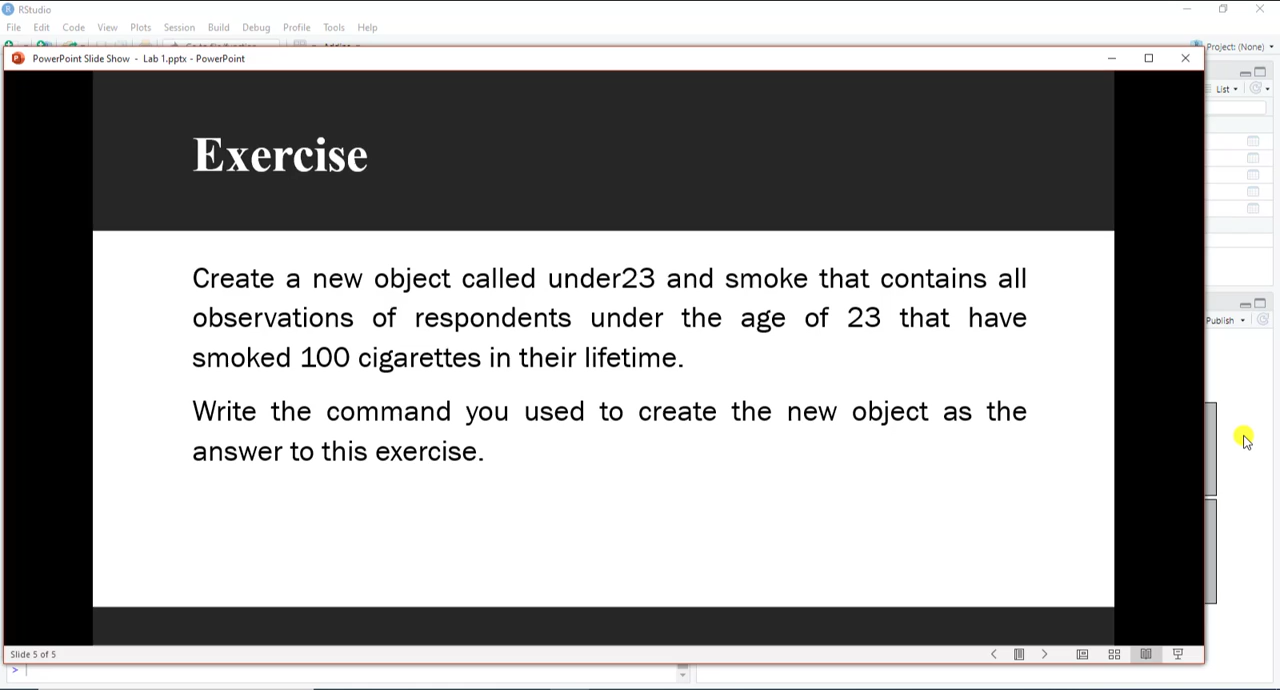 RStudio
File Edit Code View Plots Session Build Debug Profile Tools Help
Project: (None)
PowerPoint Slide Show - Lab 1.pptx - PowerPoint
List
Exercise
Create a new object called under23 and smoke that contains all
observations of respondents under the age of 23 that have
smoked 100 cigarettes in their lifetime.
Publish
Write the command you used to create the new object as the
answer to this exercise.
Slide 5 of 5
>